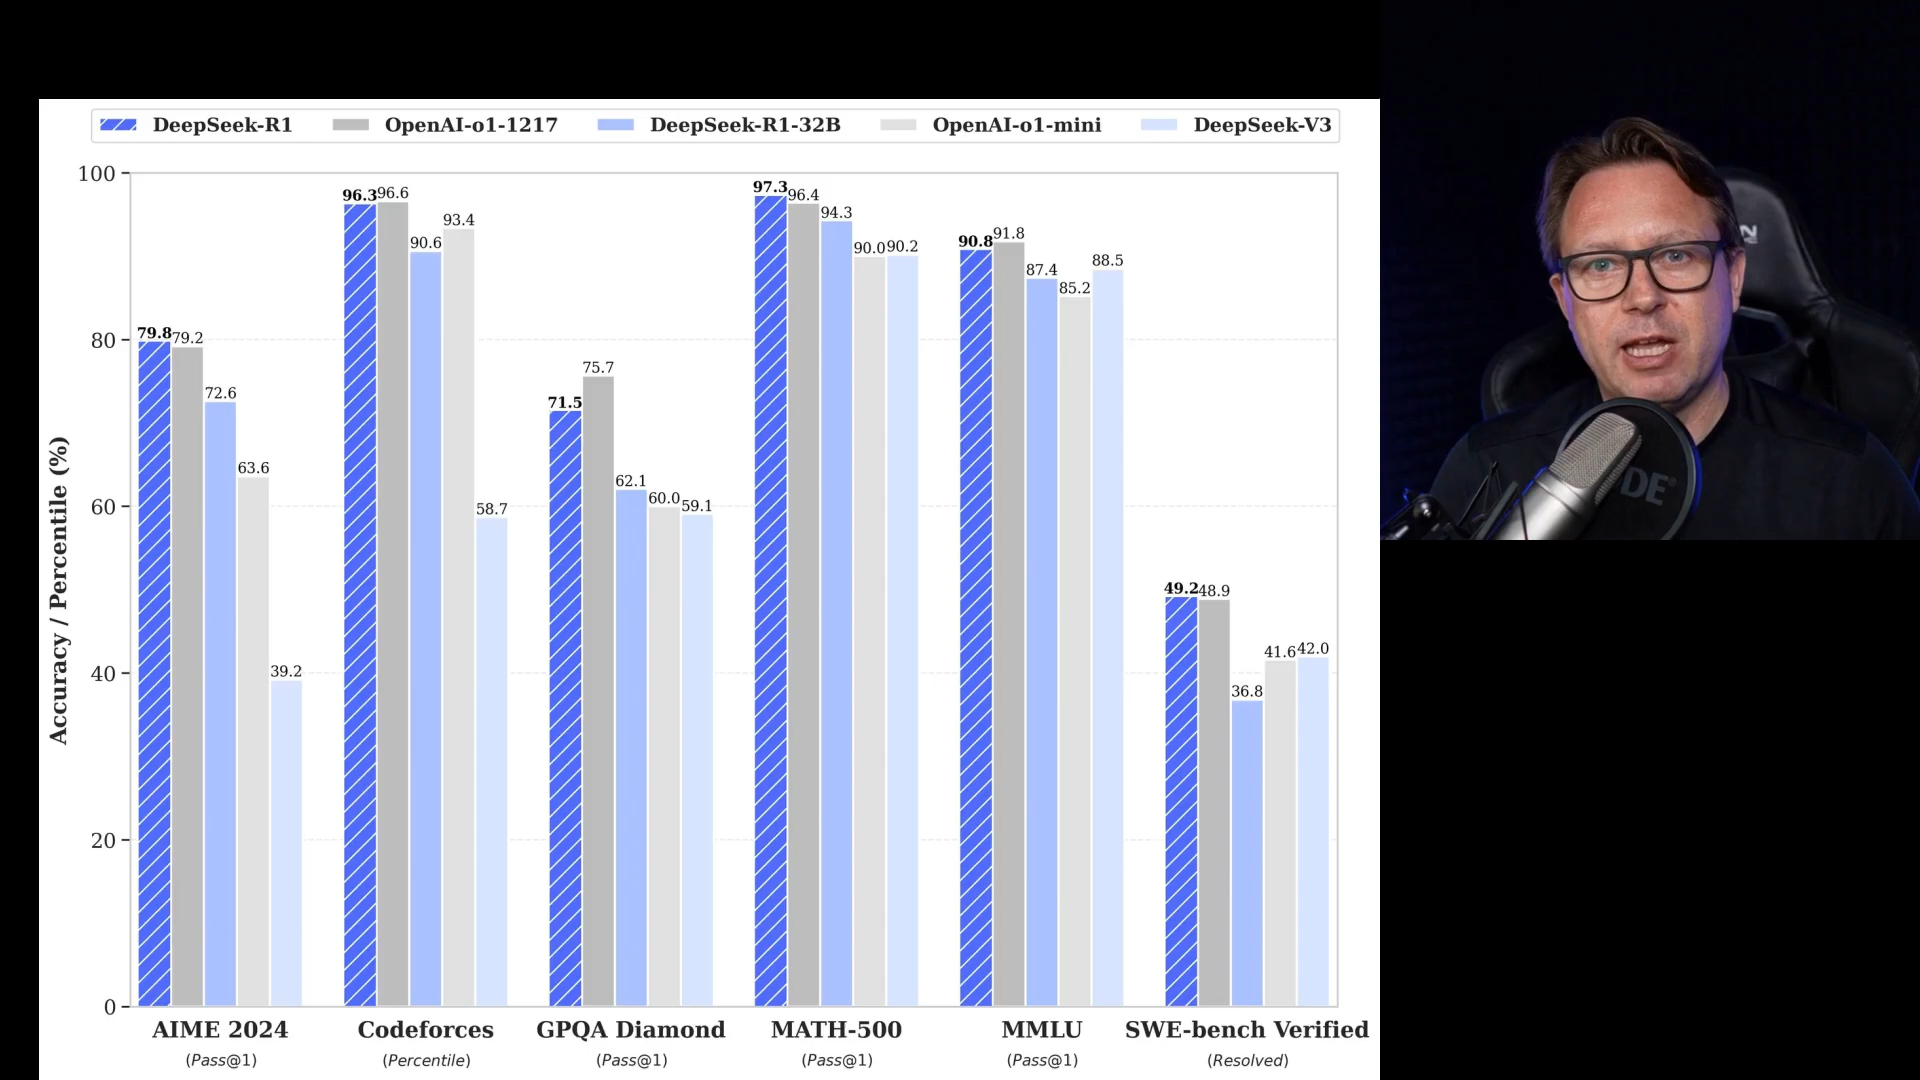 DeepSeek-R1 OpenAI-o1-1217 DeepSeek-R1-32B OpenAI-o1-mini DeepSeek-V3
Accuracy / Percentile (%)
100
80
60
40
20
0
79.8 79.2 72.6 63.6 39.2
96.3 96.6 90.6 93.4 58.7
71.5 75.7 62.1 60.0 59.1
97.3 96.4 94.3 90.0 90.2
90.8 91.8 87.4 85.2 88.5
49.2 48.9 36.8 41.6 42.0
AIME 2024 Codeforces GPQA Diamond MATH-500 MMLU SWE-bench Verified
(Pass@1) (Percentile) (Pass@1) (Pass@1) (Pass@1) (Resolved)